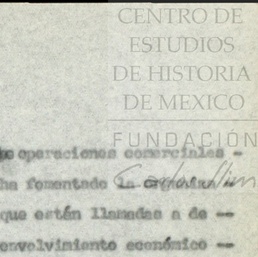 CENTRO DE
ESTUDIOS
DE HISTORIA
DE MEXICO
FUNDACIÓN
operaciones comerciales -
ha fomentado la
que están llamadas a de --
envolvimiento económico --